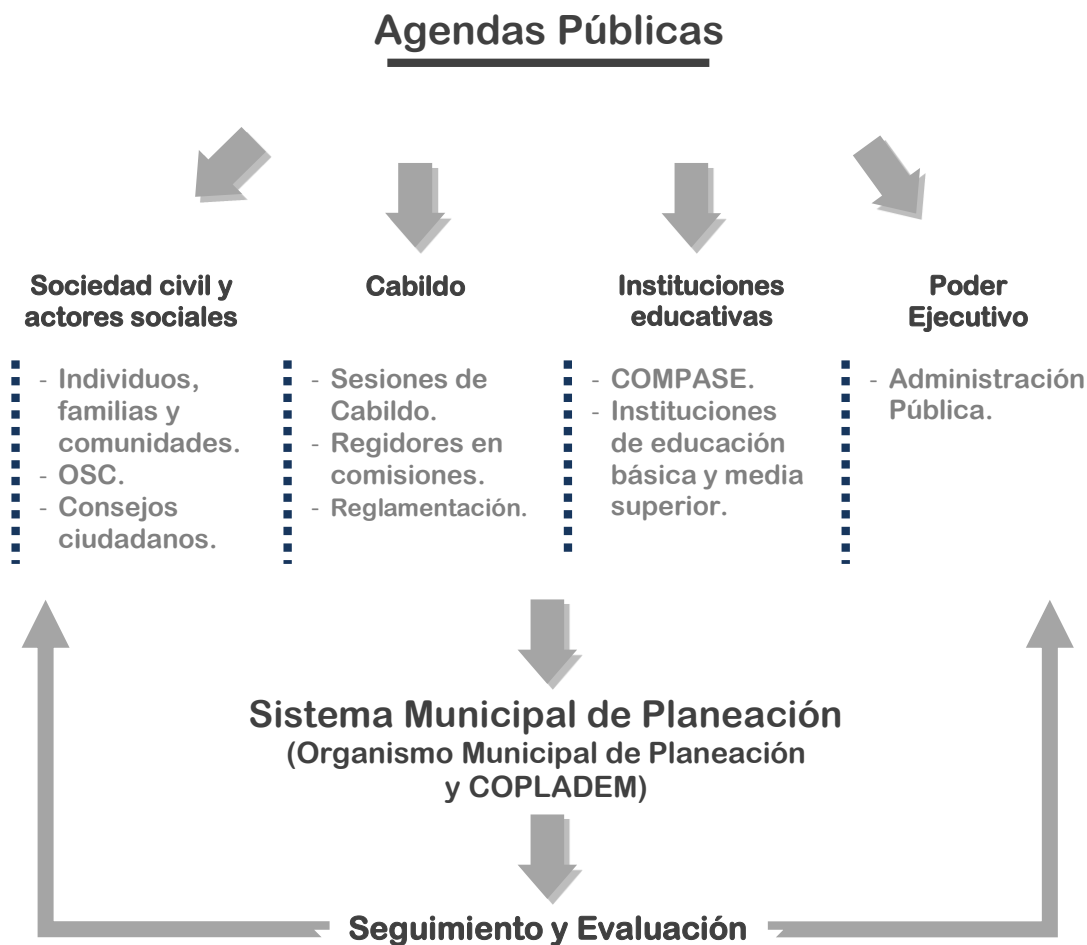 Agendas Públicas
Sociedad civil y
actores sociales
- Individuos,
familias y
comunidades.
- OSC.
- Consejos
ciudadanos.
Cabildo
- Sesiones de
Cabildo.
- Regidores en
comisiones.
- Reglamentación.
Instituciones
educativas
- COMPASE.
- Instituciones
de educación
básica y media
superior.
Poder
Ejecutivo
- Administración
Pública.
Sistema Municipal de Planeación
(Organismo Municipal de Planeación
y COPLADEM)
Seguimiento y Evaluación